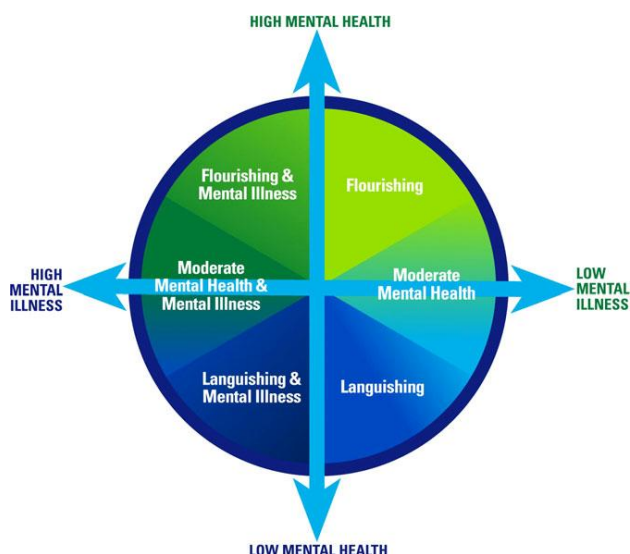 HIGH MENTAL HEALTH
Flourishing &
Mental Illness
Flourishing
HIGH
MENTAL
ILLNESS
Moderate
Mental Health &
Mental Illness
Moderate
Mental Health
LOW
MENTAL
ILLNESS
Languishing &
Mental Illness
Languishing
LOW MENTAL HEALTH